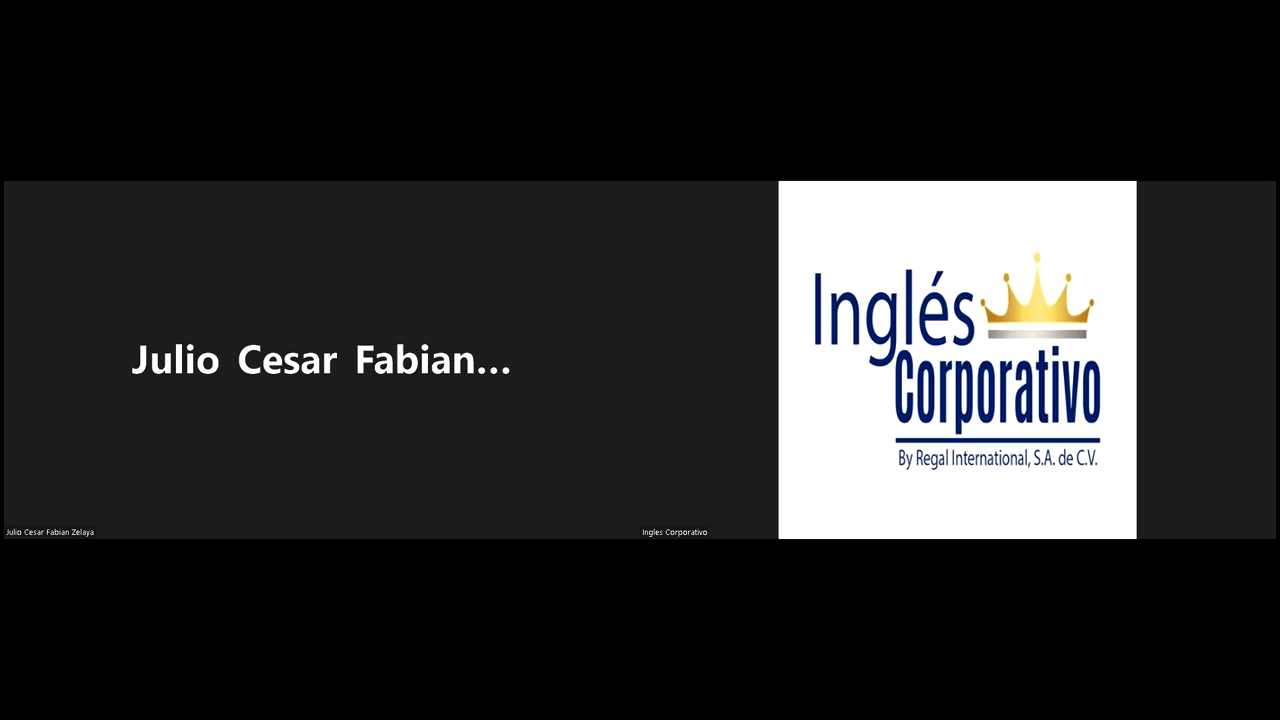 Julio Cesar Fabian...
Julio Cesar Fabian Zelaya
Inglés
Corporativo
By Regal International, S.A. de C.V.
Ingles Corporativo